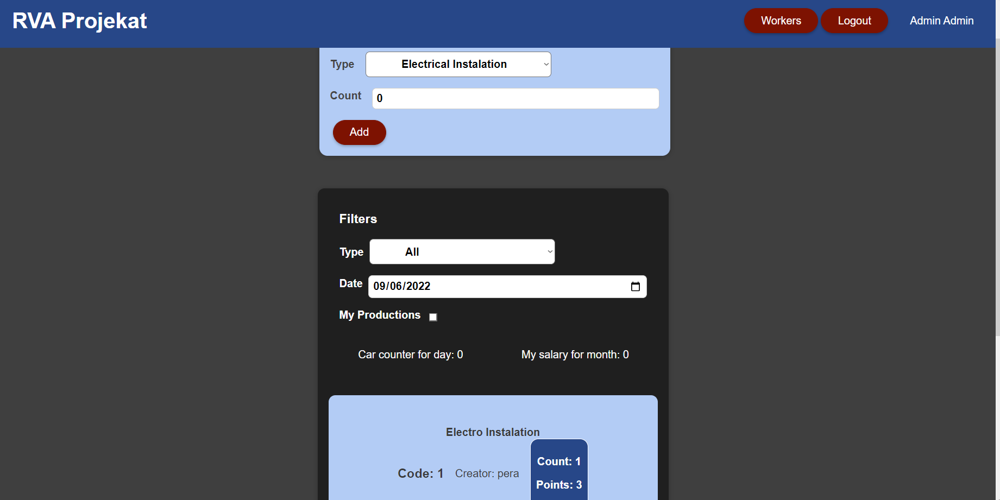 RVA Projekat
Workers
Logout
Admin Admin
Type
Electrical Instalation
Count
0
Add
Filters
Type
All
Date
09/06/2022
My Productions
Car counter for day: 0
My salary for month: 0
Electro Instalation
Code: 1
Creator: pera
Count: 1
Points: 3